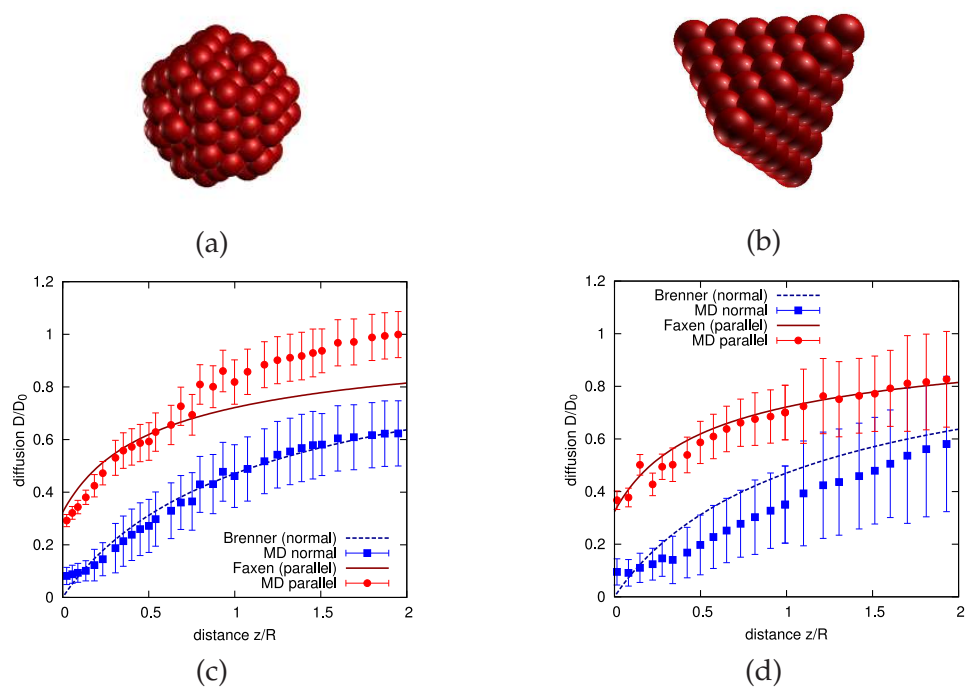 (a)
(b)
1.2
1
0.8
0.6
0.4
0.2
0
diffusion D/D0
0
0.5
1
1.5
2
distance z/R
Brenner (normal)
MD normal
Faxen (parallel)
MD parallel
(c)
1.2
1
0.8
0.6
0.4
0.2
0
diffusion D/D0
Brenner (normal)
MD normal
Faxen (parallel)
MD parallel
0
0.5
1
1.5
2
distance z/R
(d)